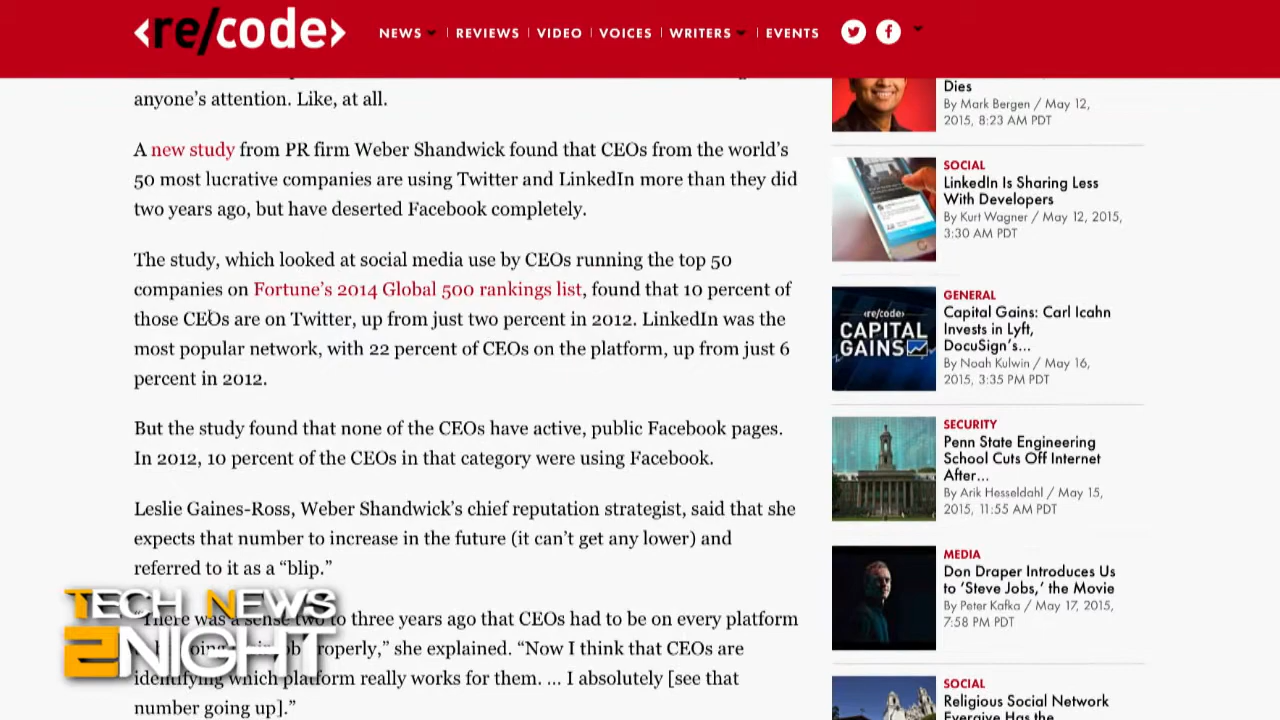 <re/code>
NEWS
REVIEWS
VIDEO
VOICES
WRITERS
EVENTS
anyone's attention. Like, at all.
A new study from PR firm Weber Shandwick found that CEOs from the world's
50 most lucrative companies are using Twitter and LinkedIn more than they did
two years ago, but have deserted Facebook completely.
The study, which looked at social media use by CEOs running the top 50
companies on Fortune's 2014 Global 500 rankings list, found that 10 percent of
those CEOs are on Twitter, up from just two percent in 2012. LinkedIn was the
most popular network, with 22 percent of CEOs on the platform, up from just 6
percent in 2012.
But the study found that none of the CEOs have active, public Facebook pages.
In 2012, 10 percent of the CEOs in that category were using Facebook.
Leslie Gaines-Ross, Weber Shandwick's chief reputation strategist, said that she
expects that number to increase in the future (it can't get any lower) and
referred to it as a “blip.”
“There was a sense two to three years ago that CEOs had to be on every platform
properly,” she explained. “Now I think that CEOs are
identifying which platform really works for them. ... I absolutely [see that
number going up].”
TECH NEWS
2NIGHT
Dies
By Mark Bergen / May 12,
2015, 8:23 AM PDT
SOCIAL
LinkedIn Is Sharing Less
With Developers
By Kurt Wagner / May 12, 2015,
3:30 AM PDT
<re/code>
CAPITAL
GAINS
GENERAL
Capital Gains: Carl Icahn
Invests in Lyft,
DocuSign's...
By Noah Kulwin / May 16,
2015, 3:35 PM PDT
SECURITY
Penn State Engineering
School Cuts Off Internet
After...
By Arik Hesseldahl / May 15,
2015, 11:55 AM PDT
MEDIA
Don Draper Introduces Us
to ‘Steve Jobs,’ the Movie
By Peter Kafka / May 17, 2015,
7:58 PM PDT
SOCIAL
Religious Social Network
Evergive Has the